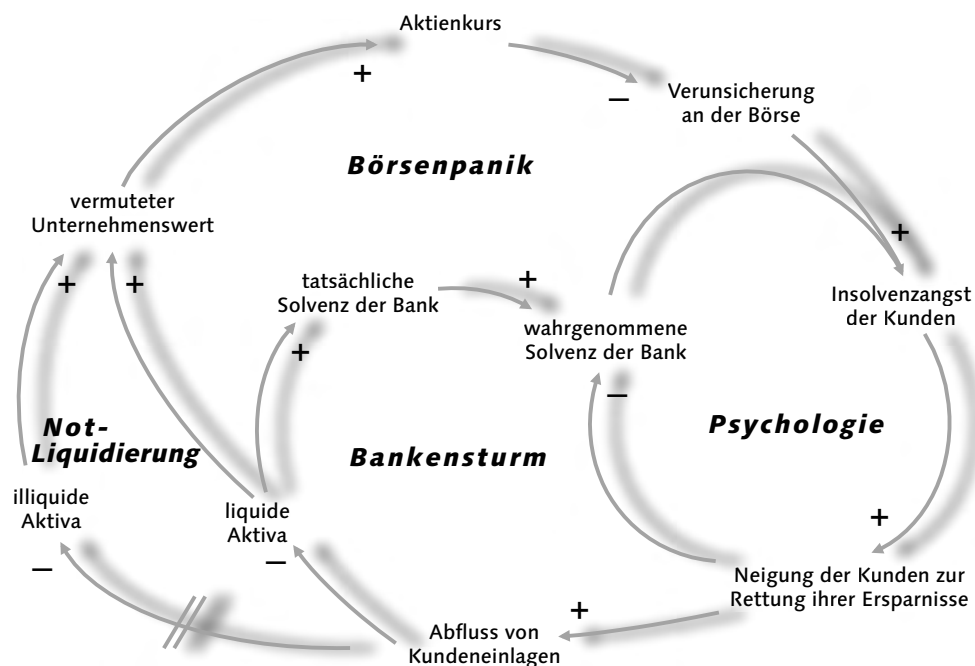 Aktienkurs
+
–
Verunsicherung
an der Börse
Börsenpanik
vermuteter
Unternehmenswert
+
+
+
tatsächliche
Solvenz der Bank
+
+
wahrgenommene
Solvenz der Bank
–
Insolvenzangst
der Kunden
Not-
Liquidierung
Bankensturm
Psychologie
illiquide
Aktiva
–
liquide
Aktiva
–
+
Neigung der Kunden zur
Rettung ihrer Ersparnisse
+
Abfluss von
Kundeneinlagen